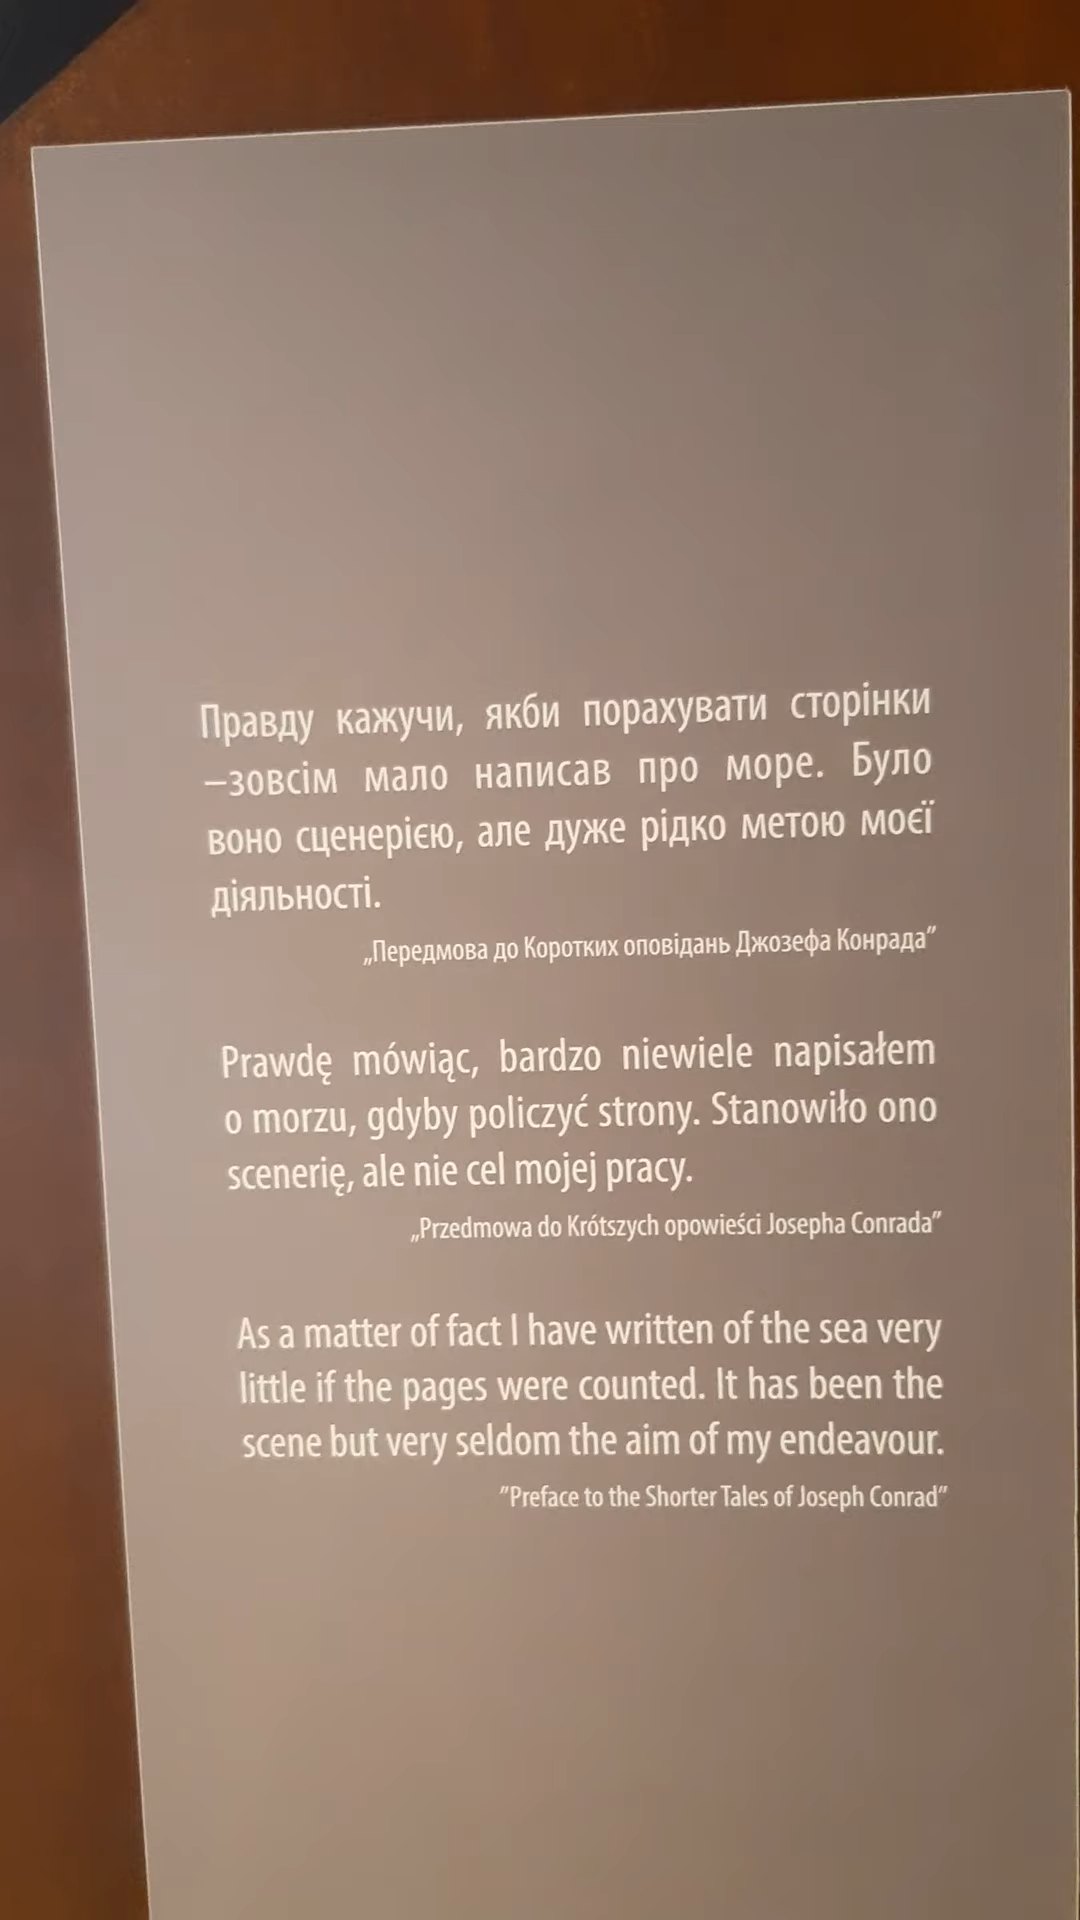 Правду кажучи, якби порахувати сторінки
–зовсім мало написав про море. Було
воно сценерією, але дуже рідко метою моєї
діяльності.
„Передмова до Коротких оповідань Джозефа Конрада”
Prawdę mówiąc, bardzo niewiele napisałem
o morzu, gdyby policzyć strony. Stanowiło ono
scenerię, ale nie cel mojej pracy.
„Przedmowa do Krótszych opowieści Josepha Conrada”
As a matter of fact I have written of the sea very
little if the pages were counted. It has been the
scene but very seldom the aim of my endeavour.
”Preface to the Shorter Tales of Joseph Conrad”